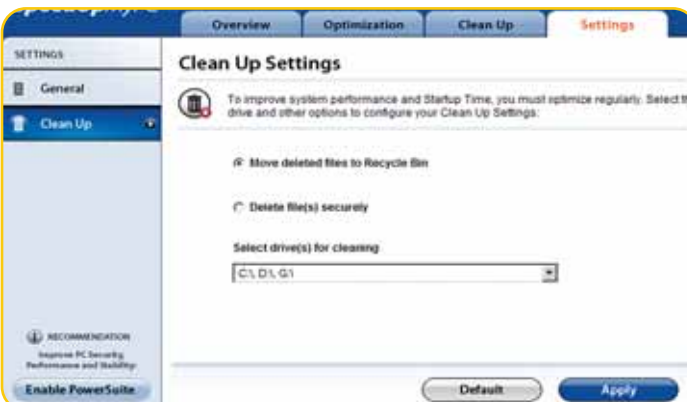 Overview Optimization Clean Up Settings
SETTINGS
General
Clean Up
Clean Up Settings
To improve system performance and Startup Time, you must optimize regularly. Select th
drive and other options to configure your Clean Up Settings:
Move deleted files to Recycle Bin
Delete file(s) securely
Select drive(s) for cleaning
C:\, D:\, G:\
RECOMMENDATION
Improve PC Security,
Performance and Stability
Enable PowerSuite
Default
Apply